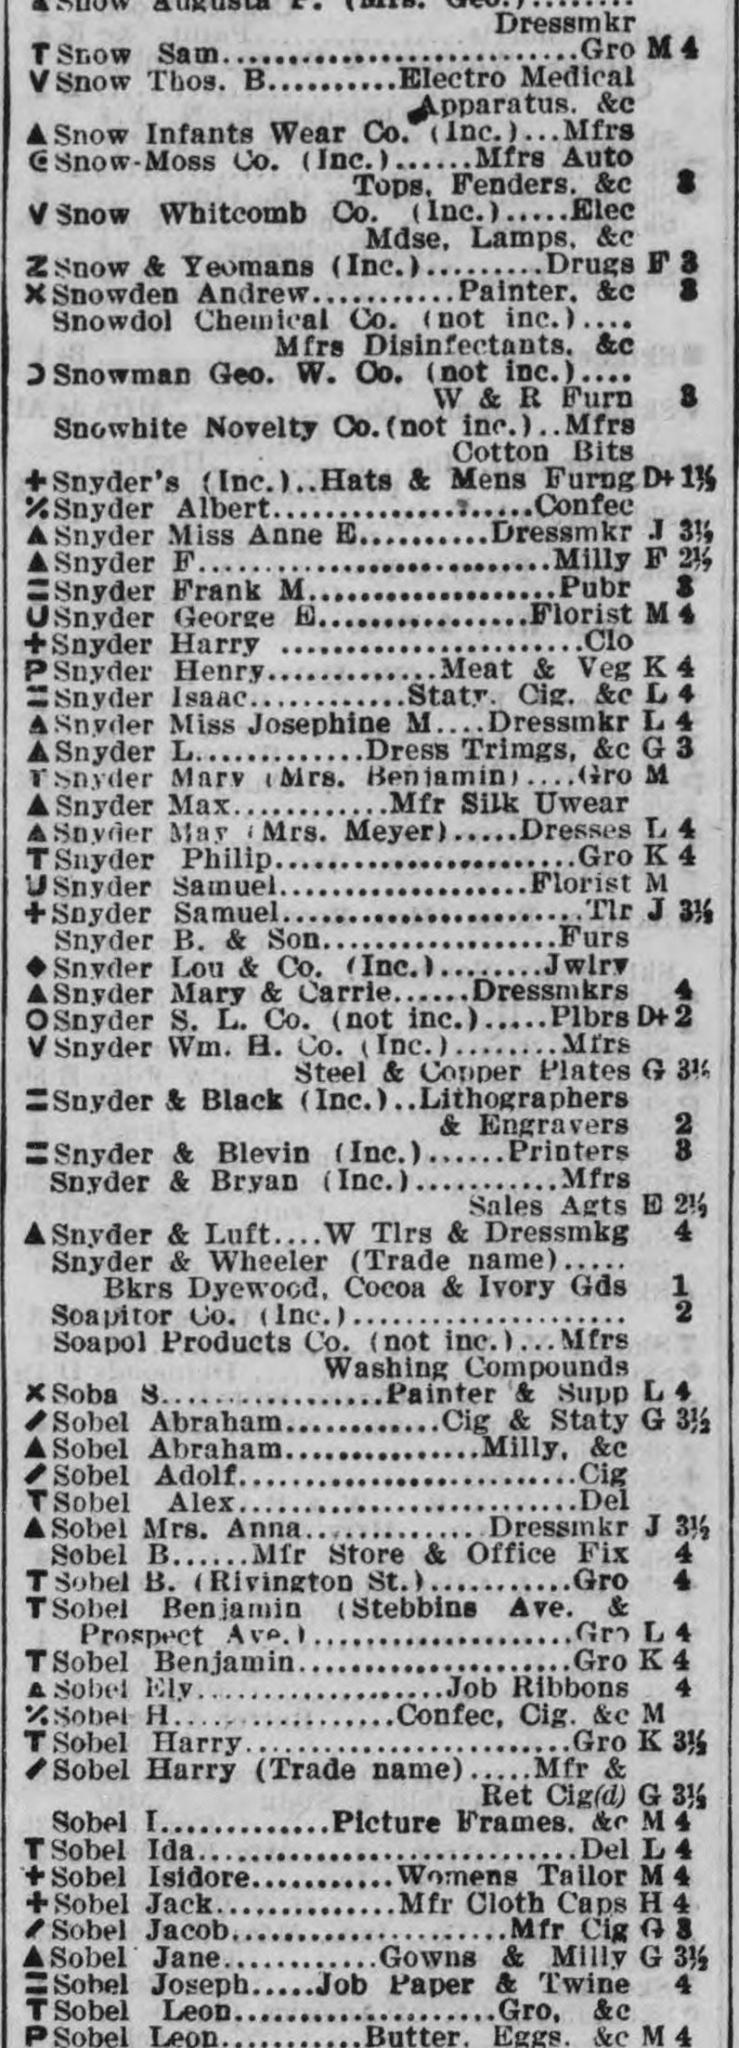 ▲ Snow Augusta F. (Mrs. Geo.)........
Dressmkr
T Snow Sam..........................Gro M 4
V Snow Thos. B..........Electro Medical
Apparatus, &c
▲ Snow Infants Wear Co. (Inc.)...Mfrs
Snow-Moss Co. (Inc.)......Mfrs Auto
Tops, Fenders, &c 3
V Snow Whitcomb Co. (Inc.).....Elec
Mdse, Lamps, &c
Z Snow & Yeomans (Inc.).........Drugs F 3
X Snowden Andrew...........Painter, &c 3
Snowdol Chemical Co. (not inc.)....
Mfrs Disinfectants, &c
Snowman Geo. W. Co. (not inc.)....
W & R Furn 3
Snowhite Novelty Co. (not inc.)..Mfrs
Cotton Bits
+ Snyder's (Inc.)..Hats & Mens Furng D+ 1½
% Snyder Albert....................Confec
▲ Snyder Miss Anne E..........Dressmkr J 3½
▲ Snyder F...........................Milly F 2½
= Snyder Frank M...................Pubr 3
U Snyder George E................Florist M 4
+ Snyder Harry .......................Clo
P Snyder Henry.............Meat & Veg K 4
= Snyder Isaac............Staty, Cig, &c L 4
▲ Snyder Miss Josephine M....Dressmkr L 4
▲ Snyder L.............Dress Trimgs, &c G 3
T Snyder Mary (Mrs. Benjamin)....Gro M
▲ Snyder Max............Mfr Silk Uwear
▲ Snyder May (Mrs. Meyer).....Dresses L 4
T Snyder Philip.......................Gro K 4
U Snyder Samuel...................Florist M
+ Snyder Samuel.......................Tlr J 3½
Snyder B. & Son..................Furs
◆ Snyder Lou & Co. (Inc.).........Jwlry
▲ Snyder Mary & Carrie......Dressmkrs 4
O Snyder S. L. Co. (not inc.).....Plbrs D+ 2
V Snyder Wm. H. Co. (Inc.)........Mfrs
Steel & Copper Plates G 3½
= Snyder & Black (Inc.)..Lithographers
& Engravers 2
= Snyder & Blevin (Inc.)......Printers 3
Snyder & Bryan (Inc.)...........Mfrs
Sales Agts E 2½
▲ Snyder & Luft....W Tlrs & Dressmkg 4
Snyder & Wheeler (Trade name).....
Bkrs Dyewood, Cocoa & Ivory Gds 1
Soapitor Co. (Inc.)..................... 2
Soapol Products Co. (not inc.)...Mfrs
Washing Compounds
X Soba S.................Painter & Supp L 4
Sobel Abraham............Cig & Staty G 3½
▲ Sobel Abraham...............Milly, &c
Sobel Adolf..........................Cig
T Sobel Alex..........................Del
▲ Sobel Mrs. Anna..............Dressmkr J 3½
Sobel B......Mfr Store & Office Fix 4
T Sobel B. (Rivington St.)...........Gro 4
T Sobel Benjamin (Stebbins Ave. &
Prospect Ave.)....................Gro L 4
T Sobel Benjamin.....................Gro K 4
▲ Sobel Ely....................Job Ribbons 4
% Sobel H.................Confec, Cig, &c M
T Sobel Harry.........................Gro K 3½
Sobel Harry (Trade name).....Mfr &
Ret Cig(d) G 3½
Sobel I.............Picture Frames, &c M 4
T Sobel Ida.............................Del L 4
+ Sobel Isidore...........Womens Tailor M 4
+ Sobel Jack..............Mfr Cloth Caps H 4
Sobel Jacob.....................Mfr Cig G 3
▲ Sobel Jane............Gowns & Milly G 3½
= Sobel Joseph.....Job Paper & Twine 4
T Sobel Leon....................Gro, &c
P Sobel Leon...........Butter, Eggs, &c M 4